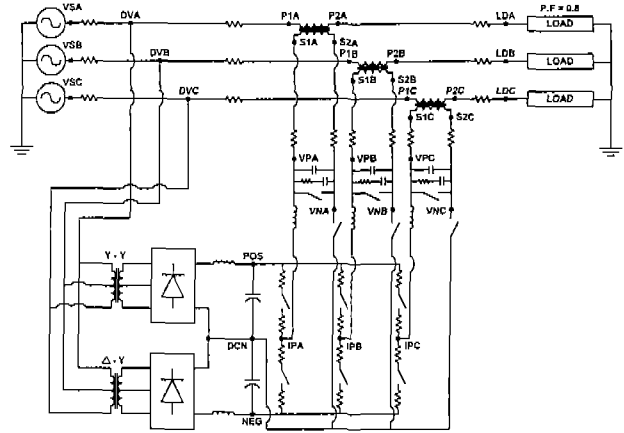 VSA
DVA
P1A
P2A
LDA
P.F = 0.8
LOAD
S1A
S2A
VSB
DVB
P1B
P2B
LDB
LOAD
S1B
S2B
VSC
DVC
P1C
P2C
LDC
LOAD
S1C
S2C
VPA
VPB
VPC
VNA
VNB
VNC
Y - Y
POS
DCN
IPA
IPB
IPC
Δ - Y
NEG